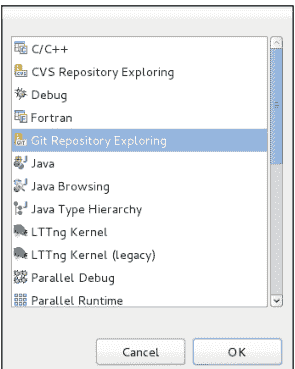 C/C++
CVS Repository Exploring
Debug
Fortran
Git Repository Exploring
Java
Java Browsing
Java Type Hierarchy
LTTng Kernel
LTTng Kernel (legacy)
Parallel Debug
Parallel Runtime
Cancel OK